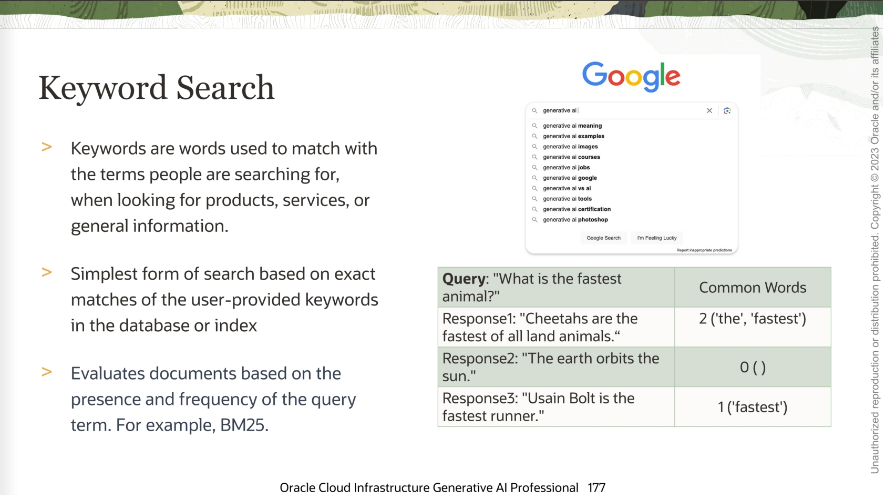 Keyword Search
> Keywords are words used to match with
the terms people are searching for,
when looking for products, services, or
general information.
> Simplest form of search based on exact
matches of the user-provided keywords
in the database or index
> Evaluates documents based on the
presence and frequency of the query
term. For example, BM25.
Google
generative ai
generative ai meaning
generative ai examples
generative ai images
generative ai courses
generative ai jobs
generative ai google
generative ai vs ai
generative ai tools
generative ai certification
generative ai photoshop
Google Search I'm Feeling Lucky
Report inappropriate predictions
Query: "What is the fastest
animal?"
Common Words
Response1: "Cheetahs are the
fastest of all land animals.“
2 ('the', 'fastest')
Response2: "The earth orbits the
sun."
0 ( )
Response3: "Usain Bolt is the
fastest runner."
1 ('fastest')
Oracle Cloud Infrastructure Generative AI Professional 177
Unauthorized reproduction or distribution prohibited. Copyright © 2023 Oracle and/or its affiliates